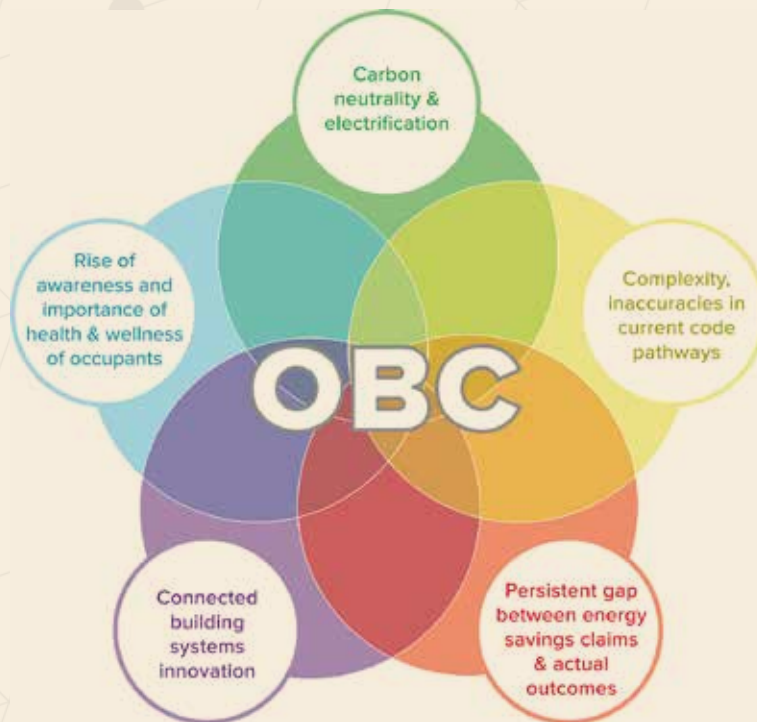 Carbon
neutrality &
electrification
Rise of
awareness and
importance of
health & wellness
of occupants
Complexity,
inaccuracies in
current code
pathways
OBC
Connected
building
systems
innovation
Persistent gap
between energy
savings claims
& actual
outcomes